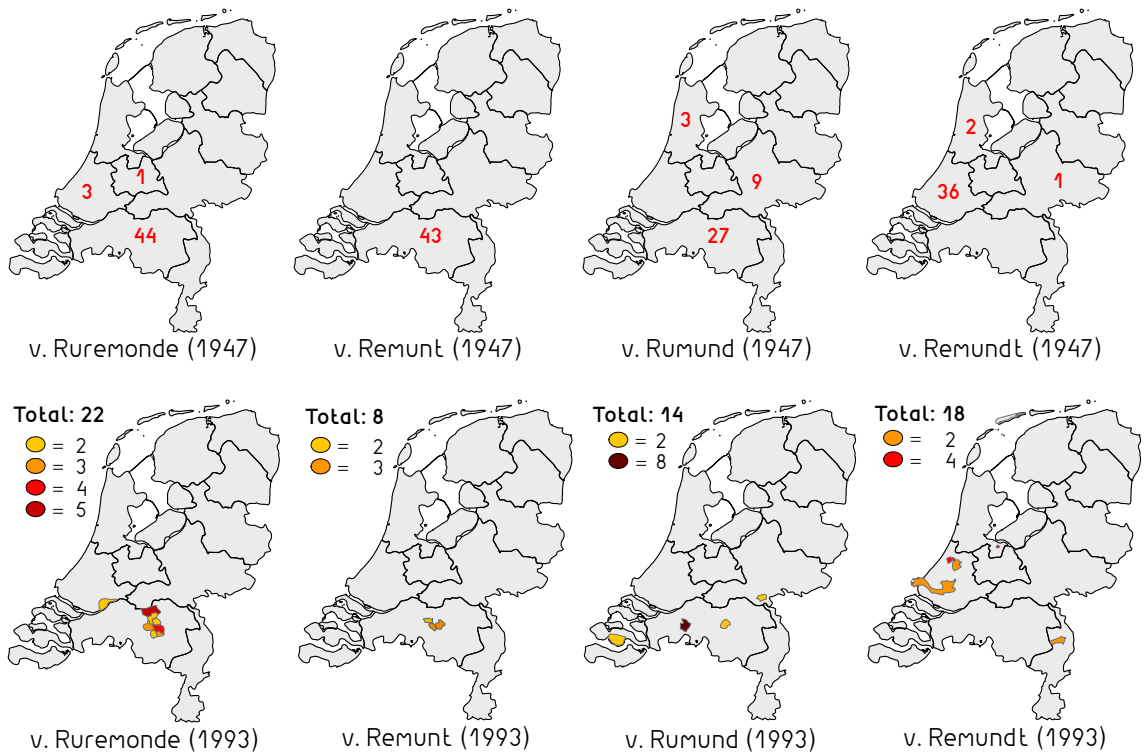 3
1
44
43
3
9
27
2
36
1
v. Ruremonde (1947)
v. Remunt (1947)
v. Rumund (1947)
v. Remundt (1947)
Total: 22
= 2
= 3
= 4
= 5
Total: 8
= 2
= 3
Total: 14
= 2
= 8
Total: 18
= 2
= 4
v. Ruremonde (1993)
v. Remunt (1993)
v. Rumund (1993)
v. Remundt (1993)